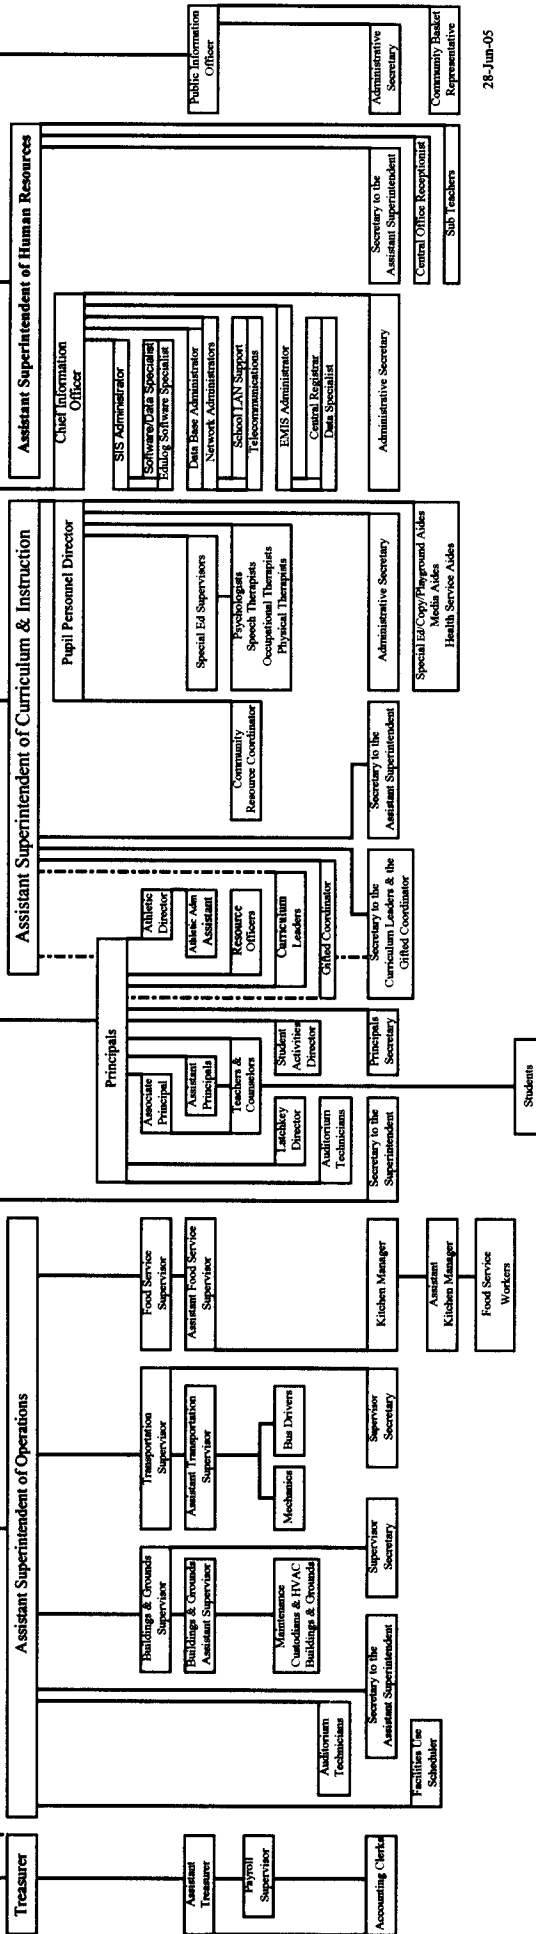 Treasurer
Assistant
Treasurer
Payroll
Supervisor
Accounting Clerks
Assistant Superintendent of Operations
Facilities Use
Scheduler
Auditorium
Technicians
Secretary to the
Assistant Superintendent
Buildings & Grounds
Supervisor
Buildings & Grounds
Assistant Supervisor
Maintenance
Custodians & HVAC
Buildings & Grounds
Supervisor
Secretary
Transportation
Supervisor
Assistant Transportation
Supervisor
Mechanics
Bus Drivers
Supervisor
Secretary
Food Service
Supervisor
Assistant Food Service
Supervisor
Kitchen Manager
Assistant
Kitchen Manager
Food Service
Workers
Secretary to the
Superintendent
Principals
Associate
Principal
Assistant
Principals
Teachers &
Counselors
Latchkey
Director
Auditorium
Technicians
Student
Activities
Director
Principals
Secretary
Students
Athletic
Director
Athletic Adm
Assistant
Resource
Officers
Curriculum
Leaders
Gifted Coordinator
Secretary to the
Curriculum Leaders & the
Gifted Coordinator
Assistant Superintendent of Curriculum & Instruction
Secretary to the
Assistant Superintendent
Pupil Personnel Director
Community
Resource Coordinator
Special Ed Supervisors
Psychologists
Speech Therapists
Occupational Therapists
Physical Therapists
Administrative Secretary
Special Ed/Copy/Playground Aides
Media Aides
Health Service Aides
Assistant Superintendent of Human Resources
Chief Information
Officer
SIS Administrator
Software/Data Specialist
Edulog Software Specialist
Data Base Administrator
Network Administrators
School LAN Support
Telecommunications
EMIS Administrator
Central Registrar
Data Specialist
Administrative Secretary
Secretary to the
Assistant Superintendent
Central Office Receptionist
Sub Teachers
Public Information
Officer
Administrative
Secretary
Community Basket
Representative
28-Jun-05